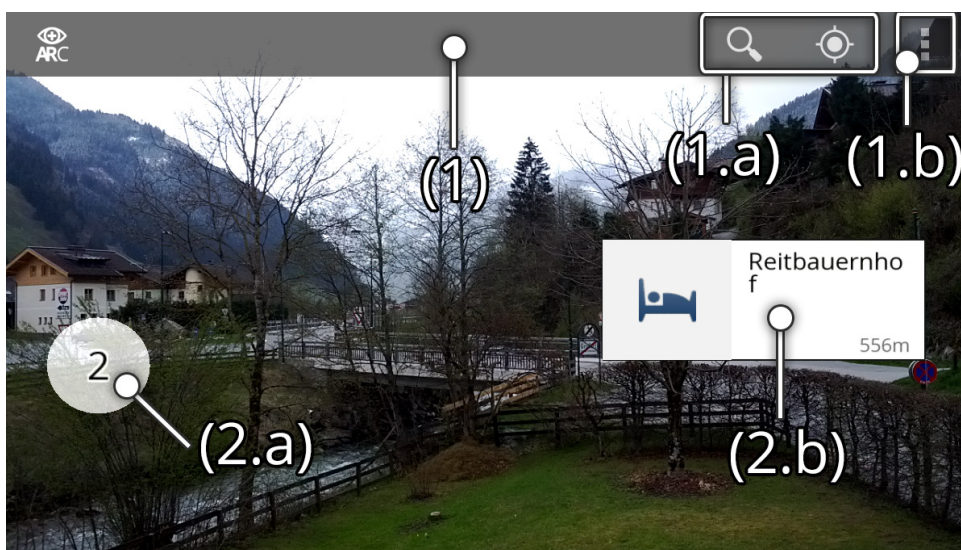 ARC
(1)
(1.a)
(1.b)
Reitbauernho
f
556m
2
(2.a)
(2.b)